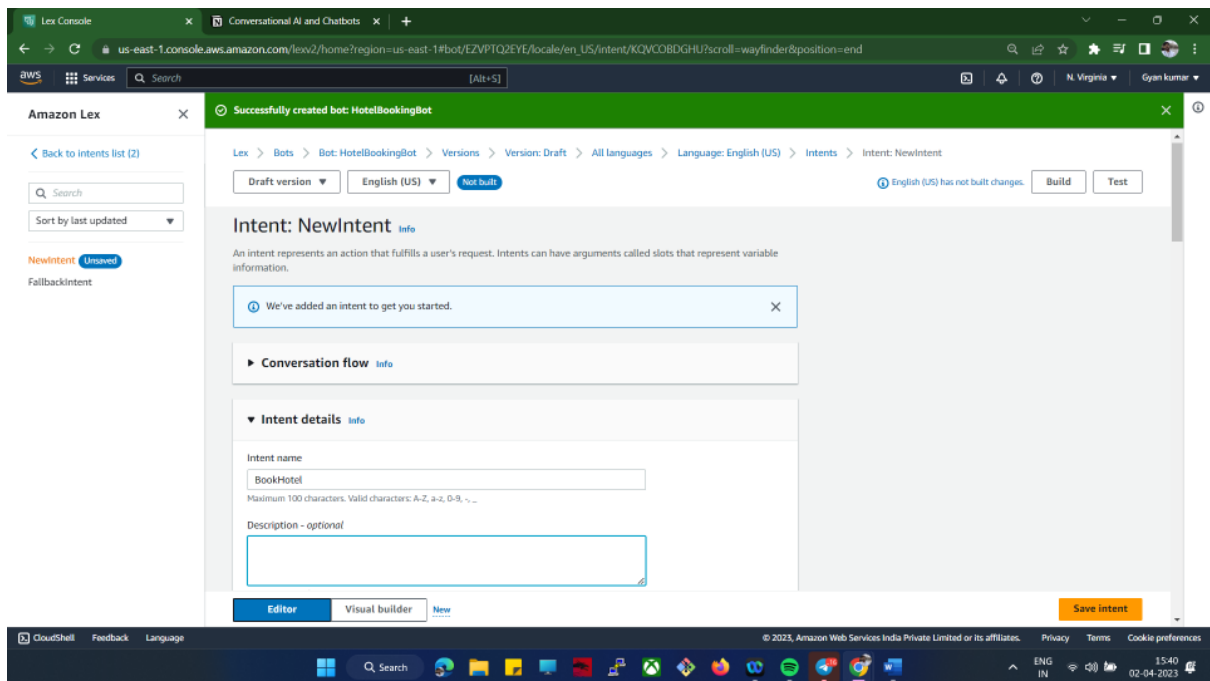 Lex Console
Conversational AI and Chatbots
us-east-1.console.aws.amazon.com/lexv2/home?region=us-east-1#bot/EZVPTQ2EYE/locale/en_US/intent/KQVCOBDGHU?scroll=wayfinder&position=end
aws Services Search [Alt+S] N. Virginia Gyan kumar
Amazon Lex
Successfully created bot: HotelBookingBot
Back to intents list (2)
Lex > Bots > Bot: HotelBookingBot > Versions > Version: Draft > All languages > Language: English (US) > Intents > Intent: NewIntent
Draft version English (US) Not built English (US) has not built changes. Build Test
Search
Sort by last updated
NewIntent Unsaved
FallbackIntent
Intent: NewIntent Info
An intent represents an action that fulfills a user's request. Intents can have arguments called slots that represent variable
information.
We've added an intent to get you started.
Conversation flow Info
Intent details Info
Intent name
BookHotel
Maximum 100 characters. Valid characters: A-Z, a-z, 0-9, -, _
Description - optional
Editor Visual builder New Save intent
CloudShell Feedback Language © 2023, Amazon Web Services India Private Limited or its affiliates. Privacy Terms Cookie preferences
Search
ENG
IN
15:40
02-04-2023